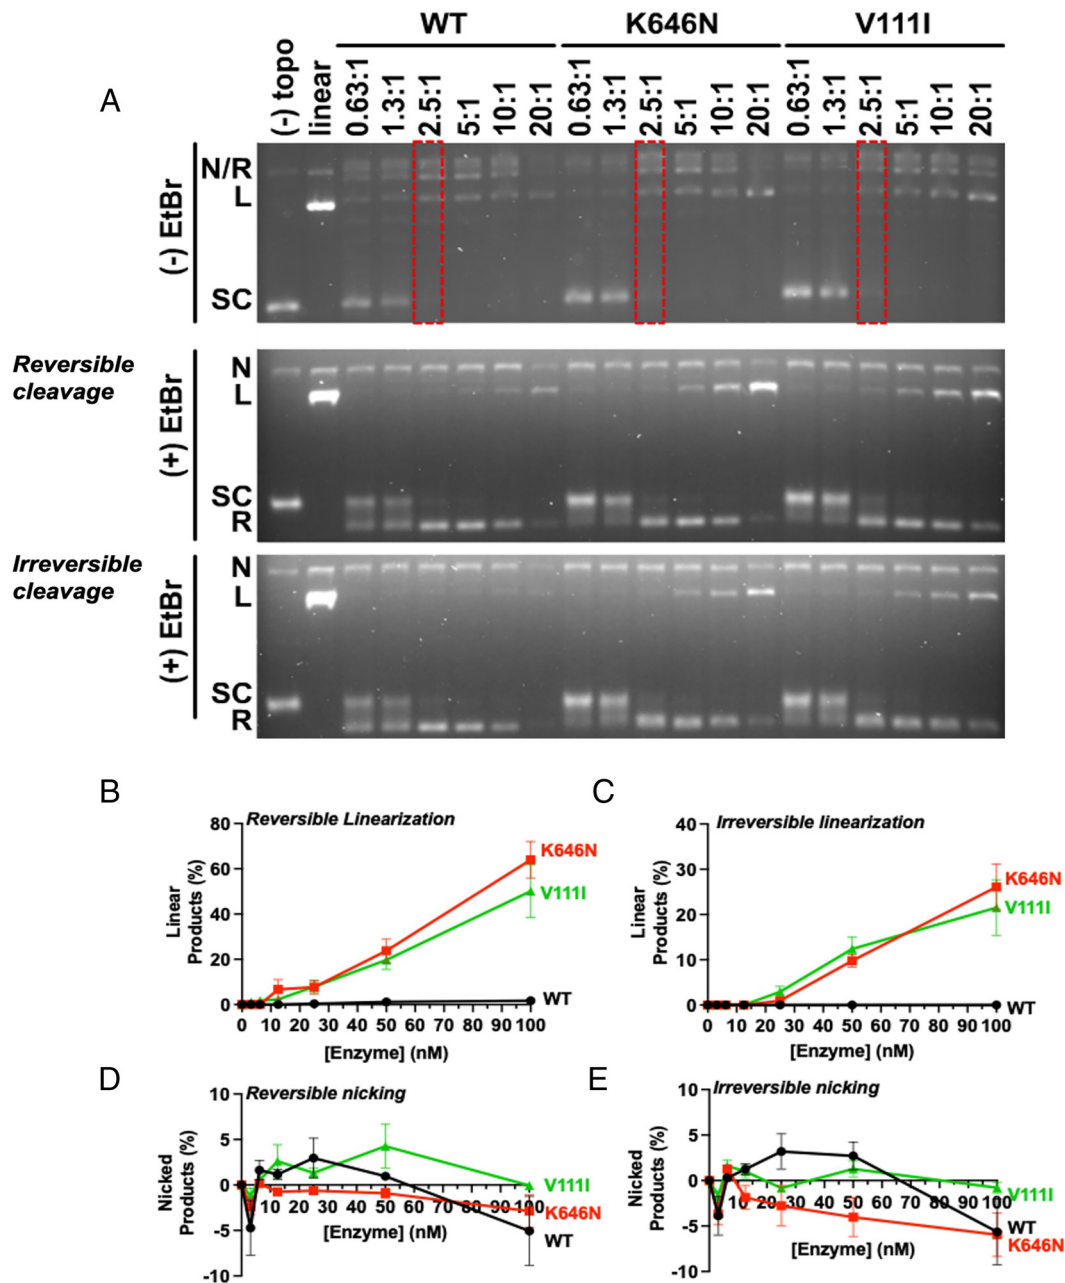 WT K646N V111I
A
(-) topo linear 0.63:1 1.3:1 2.5:1 5:1 10:1 20:1 0.63:1 1.3:1 2.5:1 5:1 10:1 20:1 0.63:1 1.3:1 2.5:1 5:1 10:1 20:1
(-) EtBr
N/R
L
SC
Reversible
cleavage
(+) EtBr
N
L
SC
R
Irreversible
cleavage
(+) EtBr
N
L
SC
R
B
Reversible Linearization
Linear
Products (%)
80
60
40
20
0
K646N
V111I
WT
0 10 20 30 40 50 60 70 80 90 100
[Enzyme] (nM)
C
Irreversible linearization
Linear
Products (%)
40
30
20
10
0
K646N
V111I
WT
0 10 20 30 40 50 60 70 80 90 100
[Enzyme] (nM)
D
Reversible nicking
Nicked
Products (%)
10
5
0
-5
-10
10 20 30 40 50 60 70 80 90 100
[Enzyme] (nM)
V111I
K646N
WT
E
Irreversible nicking
Nicked
Products (%)
10
5
0
-5
-10
10 20 30 40 50 60 70 80 90 100
[Enzyme] (nM)
V111I
WT
K646N